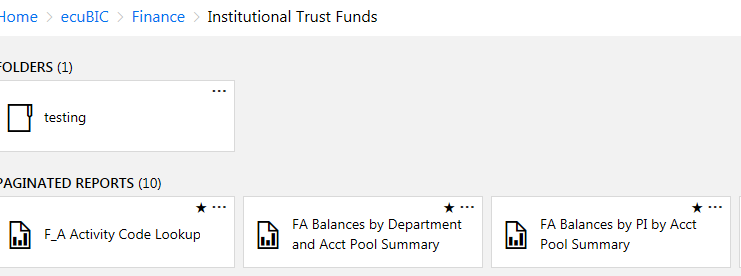 Home > ecuBIC > Finance > Institutional Trust Funds
FOLDERS (1)
testing
PAGINATED REPORTS (10)
F_A Activity Code Lookup
FA Balances by Department
and Acct Pool Summary
FA Balances by PI by Acct
Pool Summary